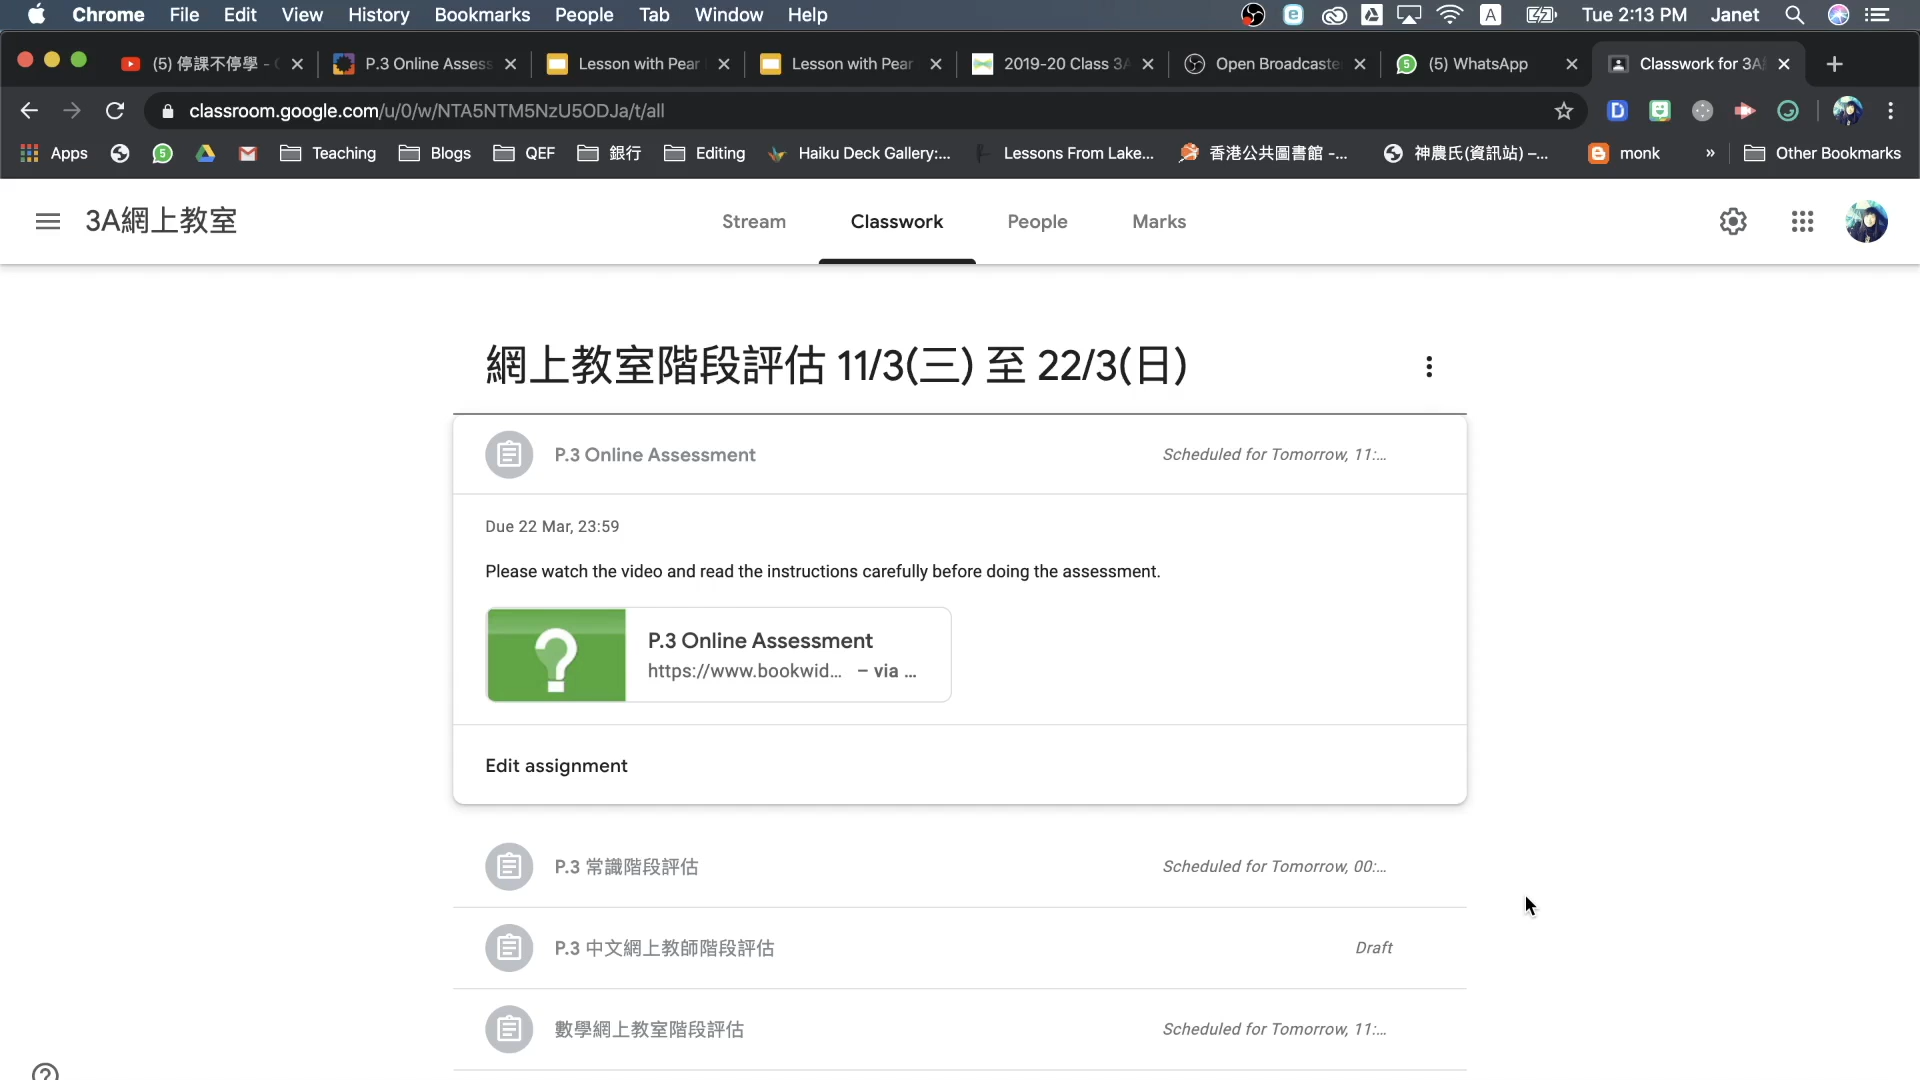 Chrome File Edit View History Bookmarks People Tab Window Help A Tue 2:13 PM Janet
(5) 停課不停學 - P.3 Online Assess Lesson with Pear Lesson with Pear 2019-20 Class 3A Open Broadcaste (5) WhatsApp Classwork for 3A
classroom.google.com/u/0/w/NTA5NTM5NzU5ODJa/t/all
Apps Teaching Blogs QEF 銀行 Editing Haiku Deck Gallery:... Lessons From Lake... 香港公共圖書館 -... 神農氏(資訊站) –... monk » Other Bookmarks
3A網上教室 Stream Classwork People Marks
網上教室階段評估 11/3(三) 至 22/3(日)
P.3 Online Assessment Scheduled for Tomorrow, 11:...
Due 22 Mar, 23:59
Please watch the video and read the instructions carefully before doing the assessment.
P.3 Online Assessment
https://www.bookwid... – via ...
Edit assignment
P.3 常識階段評估 Scheduled for Tomorrow, 00:...
P.3 中文網上教師階段評估 Draft
數學網上教室階段評估 Scheduled for Tomorrow, 11:...